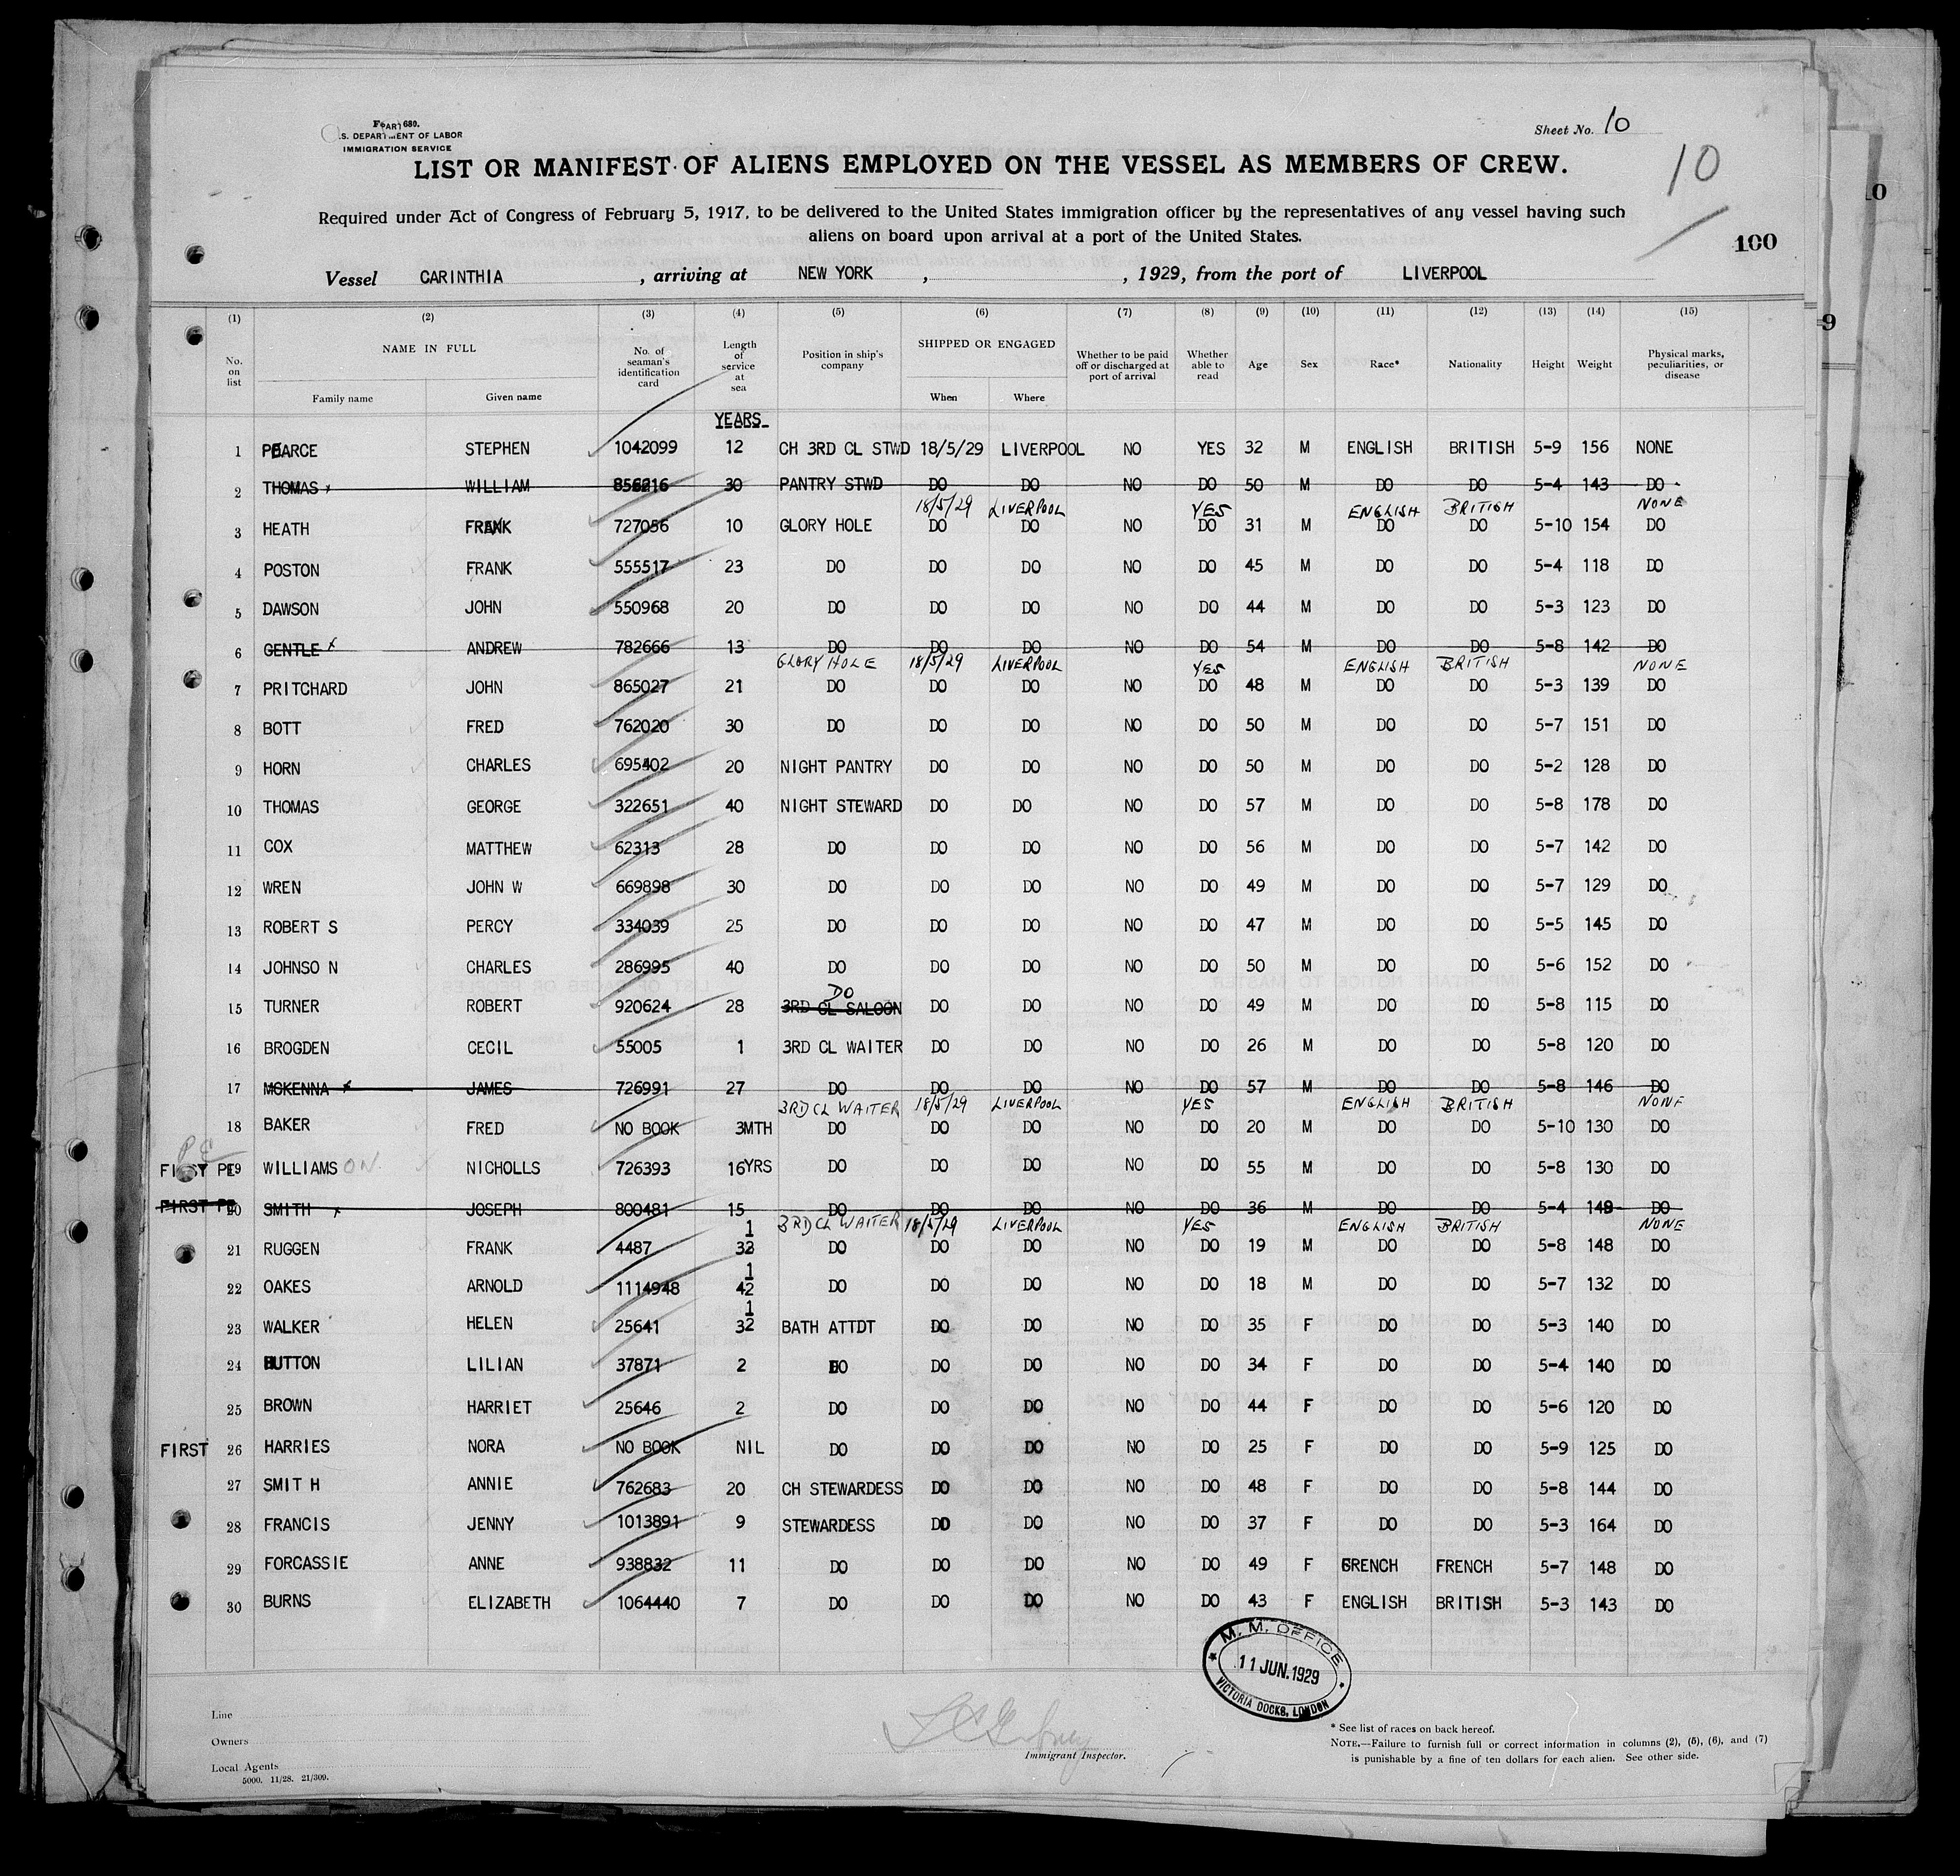 Sheet No. 10
U.S. DEPARTMENT OF LABOR
IMMIGRATION SERVICE
LIST OR MANIFEST OF ALIENS EMPLOYED ON THE VESSEL AS MEMBERS OF CREW.
10
Required under Act of Congress of February 5, 1917, to be delivered to the United States immigration officer by the representatives of any vessel having such
aliens on board upon arrival at a port of the United States.
100
Vessel CARINTHIA, arriving at NEW YORK, , 1929, from the port of LIVERPOOL
(1) (2) (3) (4) (5) (6) (7) (8) (9) (10) (11) (12) (13) (14) (15)
No. on list NAME IN FULL Family name Given name No. of seaman's identification card Length of service at sea Position in ship's company SHIPPED OR ENGAGED When Where Whether to be paid off or discharged at port of arrival Whether able to read Age Sex Race* Nationality Height Weight Physical marks, peculiarities, or disease
YEARS
1 PEARCE STEPHEN 1042099 12 CH 3RD CL STWD 18/5/29 LIVERPOOL NO YES 32 M ENGLISH BRITISH 5-9 156 NONE
2 THOMAS x WILLIAM 856216 30 PANTRY STWD DO DO NO DO 50 M DO DO 5-4 143 DO
18/5/29 LIVERPOOL YES ENGLISH BRITISH NONE
3 HEATH FRANK 727056 10 GLORY HOLE DO DO NO DO 31 M DO DO 5-10 154 DO
4 POSTON FRANK 555517 23 DO DO DO NO DO 45 M DO DO 5-4 118 DO
5 DAWSON JOHN 550968 20 DO DO DO NO DO 44 M DO DO 5-3 123 DO
6 GENTLE x ANDREW 782666 13 DO DO DO NO DO 54 M DO DO 5-8 142 DO
GLORY HOLE 18/5/29 LIVERPOOL YES ENGLISH BRITISH NONE
7 PRITCHARD JOHN 865027 21 DO DO DO NO DO 48 M DO DO 5-3 139 DO
8 BOTT FRED 762020 30 DO DO DO NO DO 50 M DO DO 5-7 151 DO
9 HORN CHARLES 695402 20 NIGHT PANTRY DO DO NO DO 50 M DO DO 5-2 128 DO
10 THOMAS GEORGE 322651 40 NIGHT STEWARD DO DO NO DO 57 M DO DO 5-8 178 DO
11 COX MATTHEW 62313 28 DO DO DO NO DO 56 M DO DO 5-7 142 DO
12 WREN JOHN W 669898 30 DO DO DO NO DO 49 M DO DO 5-7 129 DO
13 ROBERT S PERCY 334039 25 DO DO DO NO DO 47 M DO DO 5-5 145 DO
14 JOHNSO N CHARLES 286995 40 DO DO DO NO DO 50 M DO DO 5-6 152 DO
DO
15 TURNER ROBERT 920624 28 3RD CL SALOON DO DO NO DO 49 M DO DO 5-8 115 DO
16 BROGDEN CECIL 55005 1 3RD CL WAITER DO DO NO DO 26 M DO DO 5-8 120 DO
17 MCKENNA x JAMES 726991 27 DO DO DO NO DO 57 M DO DO 5-8 146 DO
3RD CL WAITER 18/5/29 LIVERPOOL YES ENGLISH BRITISH NONE
18 BAKER FRED NO BOOK 3MTH DO DO DO NO DO 20 M DO DO 5-10 130 DO
FIRST PE 19 WILLIAMSON NICHOLLS 726393 16YRS DO DO DO NO DO 55 M DO DO 5-8 130 DO
FIRST PE 20 SMITH x JOSEPH 800481 15 DO DO DO NO DO 36 M DO DO 5-4 149 DO
3RD CL WAITER 18/5/29 LIVERPOOL YES ENGLISH BRITISH NONE
21 RUGGEN FRANK 4487 3 1/2 DO DO DO NO DO 19 M DO DO 5-8 148 DO
22 OAKES ARNOLD 1114948 4 1/2 DO DO DO NO DO 18 M DO DO 5-7 132 DO
23 WALKER HELEN 25641 3 1/2 BATH ATTDT DO DO NO DO 35 F DO DO 5-3 140 DO
24 HUTTON LILIAN 37871 2 DO DO DO NO DO 34 F DO DO 5-4 140 DO
25 BROWN HARRIET 25646 2 DO DO DO NO DO 44 F DO DO 5-6 120 DO
FIRST 26 HARRIES NORA NO BOOK NIL DO DO DO NO DO 25 F DO DO 5-9 125 DO
27 SMIT H ANNIE 762683 20 CH STEWARDESS DO DO NO DO 48 F DO DO 5-8 144 DO
28 FRANCIS JENNY 1013891 9 STEWARDESS DO DO NO DO 37 F DO DO 5-3 164 DO
29 FORCASSIE ANNE 938832 11 DO DO DO NO DO 49 F FRENCH FRENCH 5-7 148 DO
30 BURNS ELIZABETH 1064440 7 DO DO DO NO DO 43 F ENGLISH BRITISH 5-3 143 DO
M. M. OFFICE
11 JUN. 1929
VICTORIA DOCKS, LONDON
Line
Owners
Local Agents
5000. 11/28. 21/309.
Immigrant Inspector.
* See list of races on back hereof.
NOTE.—Failure to furnish full or correct information in columns (2), (5), (6), and (7)
is punishable by a fine of ten dollars for each alien. See other side.